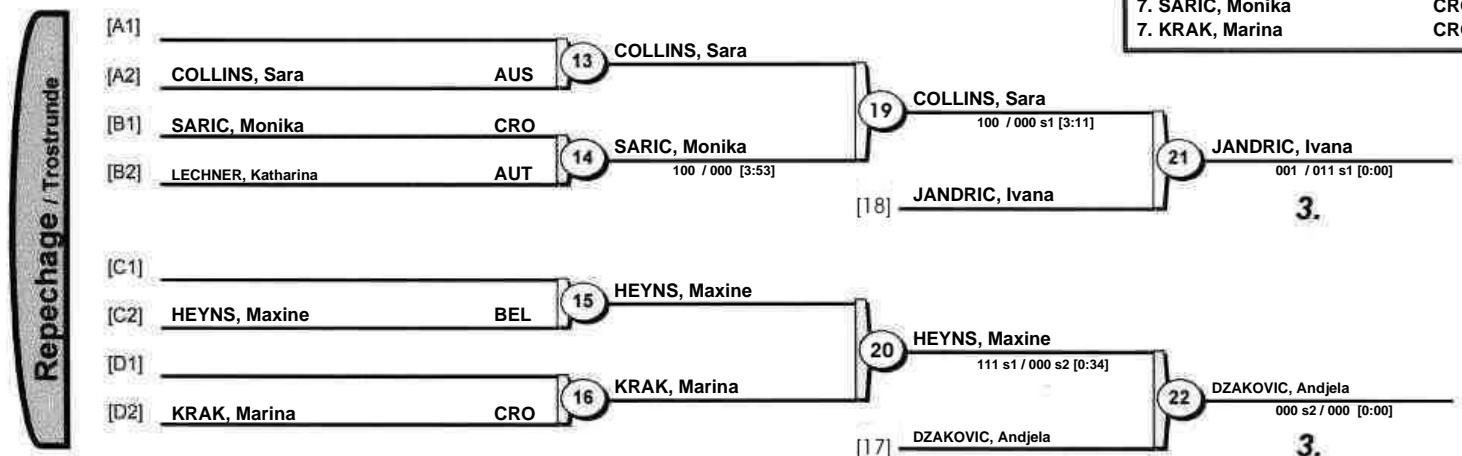 7. SARIC, Monika CRO
7. KRAK, Marina CRO
Repechage / Trostrunde
[A1]
[A2] COLLINS, Sara AUS
13 COLLINS, Sara
[B1] SARIC, Monika CRO
[B2] LECHNER, Katharina AUT
14 SARIC, Monika
100 / 000 [3:53]
19 COLLINS, Sara
100 / 000 s1 [3:11]
[18] JANDRIC, Ivana
21 JANDRIC, Ivana
001 / 011 s1 [0:00]
3.
[C1]
[C2] HEYNS, Maxine BEL
15 HEYNS, Maxine
[D1]
[D2] KRAK, Marina CRO
16 KRAK, Marina
20 HEYNS, Maxine
111 s1 / 000 s2 [0:34]
[17] DZAKOVIC, Andjela
22 DZAKOVIC, Andjela
000 s2 / 000 [0:00]
3.